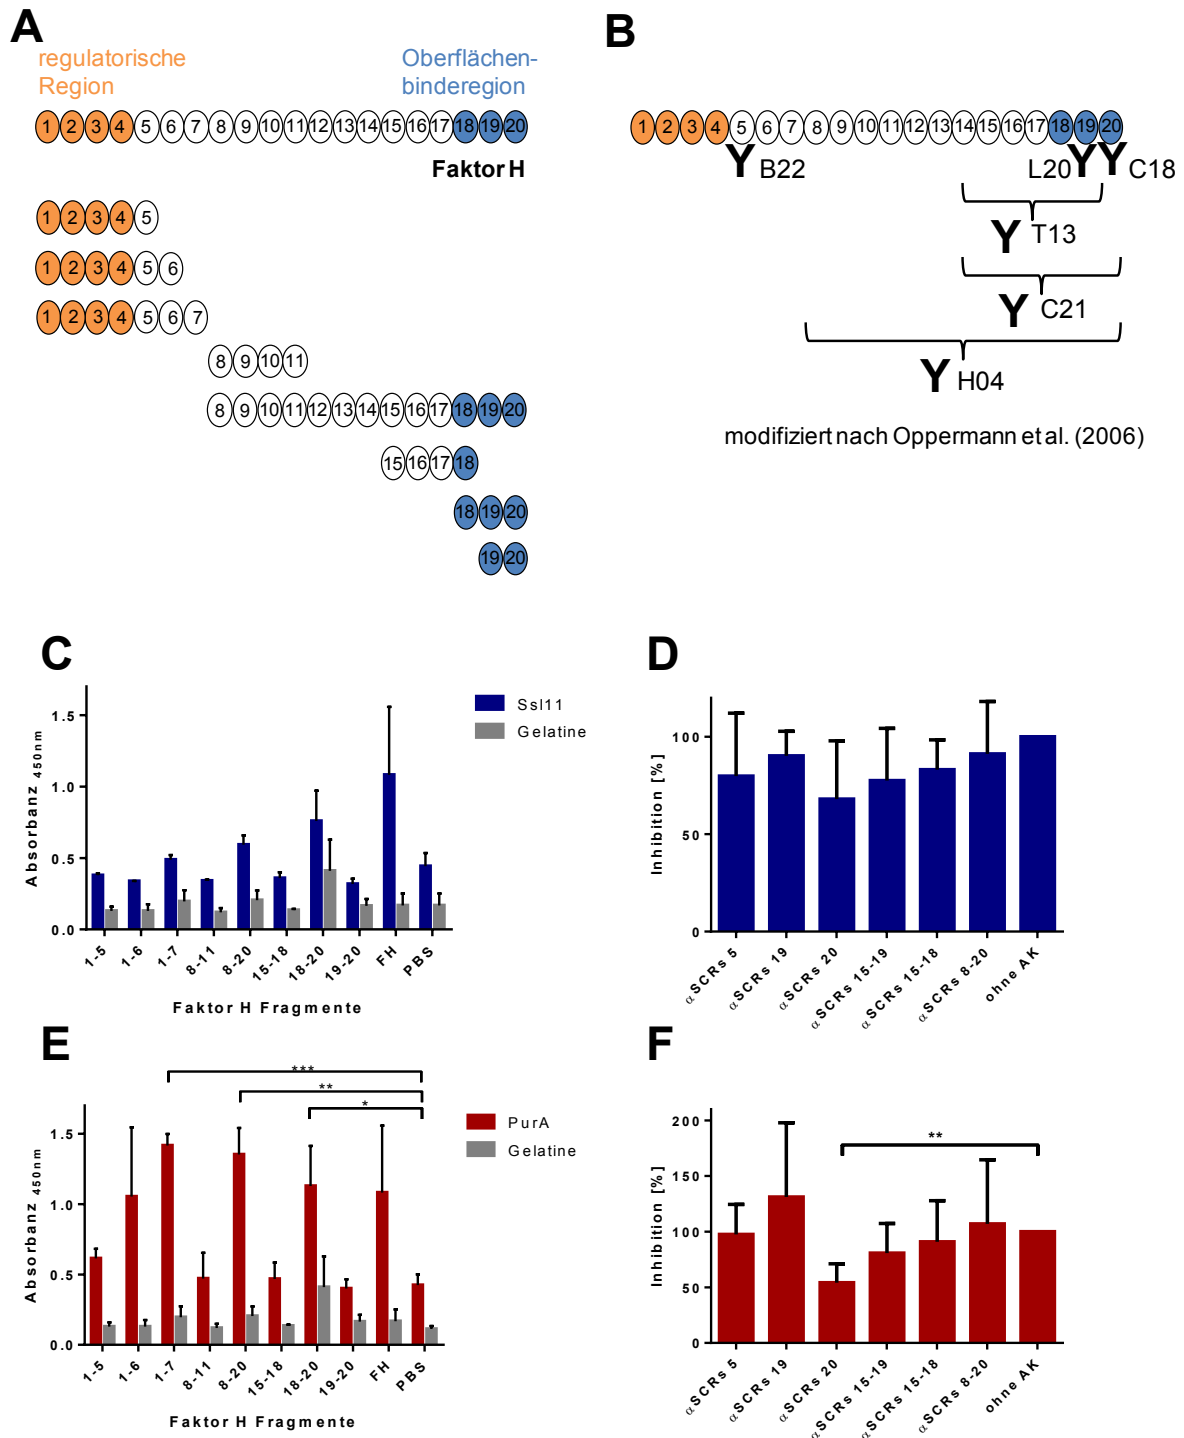 A
regulatorische
Region
Oberflächen-
binderegion
1 2 3 4 5 6 7 8 9 10 11 12 13 14 15 16 17 18 19 20
Faktor H
1 2 3 4 5
1 2 3 4 5 6
1 2 3 4 5 6 7
8 9 10 11
8 9 10 11 12 13 14 15 16 17 18 19 20
15 16 17 18
18 19 20
19 20
B
1 2 3 4 5 6 7 8 9 10 11 12 13 14 15 16 17 18 19 20
Y B22 L20 Y Y C18
Y T13
Y C21
Y H04
modifiziert nach Oppermann et al. (2006)
C
Absorbanz 450nm
1.5
1.0
0.5
0.0
Ssl11
Gelatine
1-5 1-6 1-7 8-11 8-20 15-18 18-20 19-20 FH PBS
Faktor H Fragmente
D
Inhibition [%]
100
50
0
αSCRs 5 αSCRs 19 αSCRs 20 αSCRs 15-19 αSCRs 15-18 αSCRs 8-20 ohne AK
E
***
**
*
Absorbanz 450nm
1.5
1.0
0.5
0.0
PurA
Gelatine
1-5 1-6 1-7 8-11 8-20 15-18 18-20 19-20 FH PBS
Faktor H Fragmente
F
**
Inhibition [%]
200
150
100
50
0
αSCRs 5 αSCRs 19 αSCRs 20 αSCRs 15-19 αSCRs 15-18 αSCRs 8-20 ohne AK